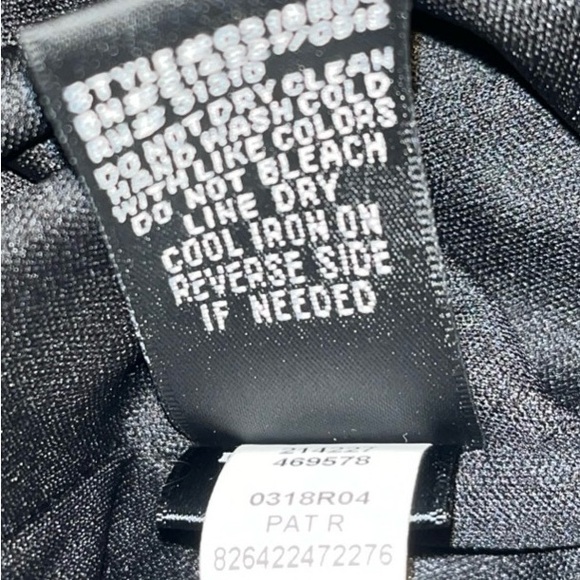 DO NOT DRY CLEAN
HAND WASH COLD
WITH LIKE COLORS
DO NOT BLEACH
LINE DRY
COOL IRON ON
REVERSE SIDE
IF NEEDED
214227
469578
0318R04
PAT R
826422472276